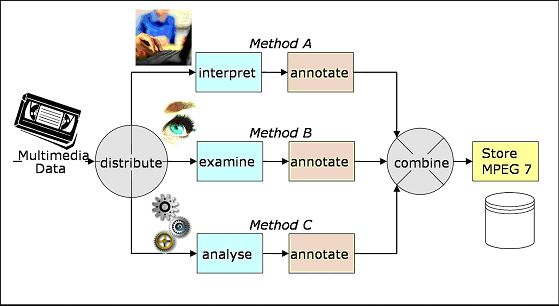 Method A
interpret
annotate
Multimedia
Data
distribute
Method B
examine
annotate
combine
Store
MPEG 7
Method C
analyse
annotate